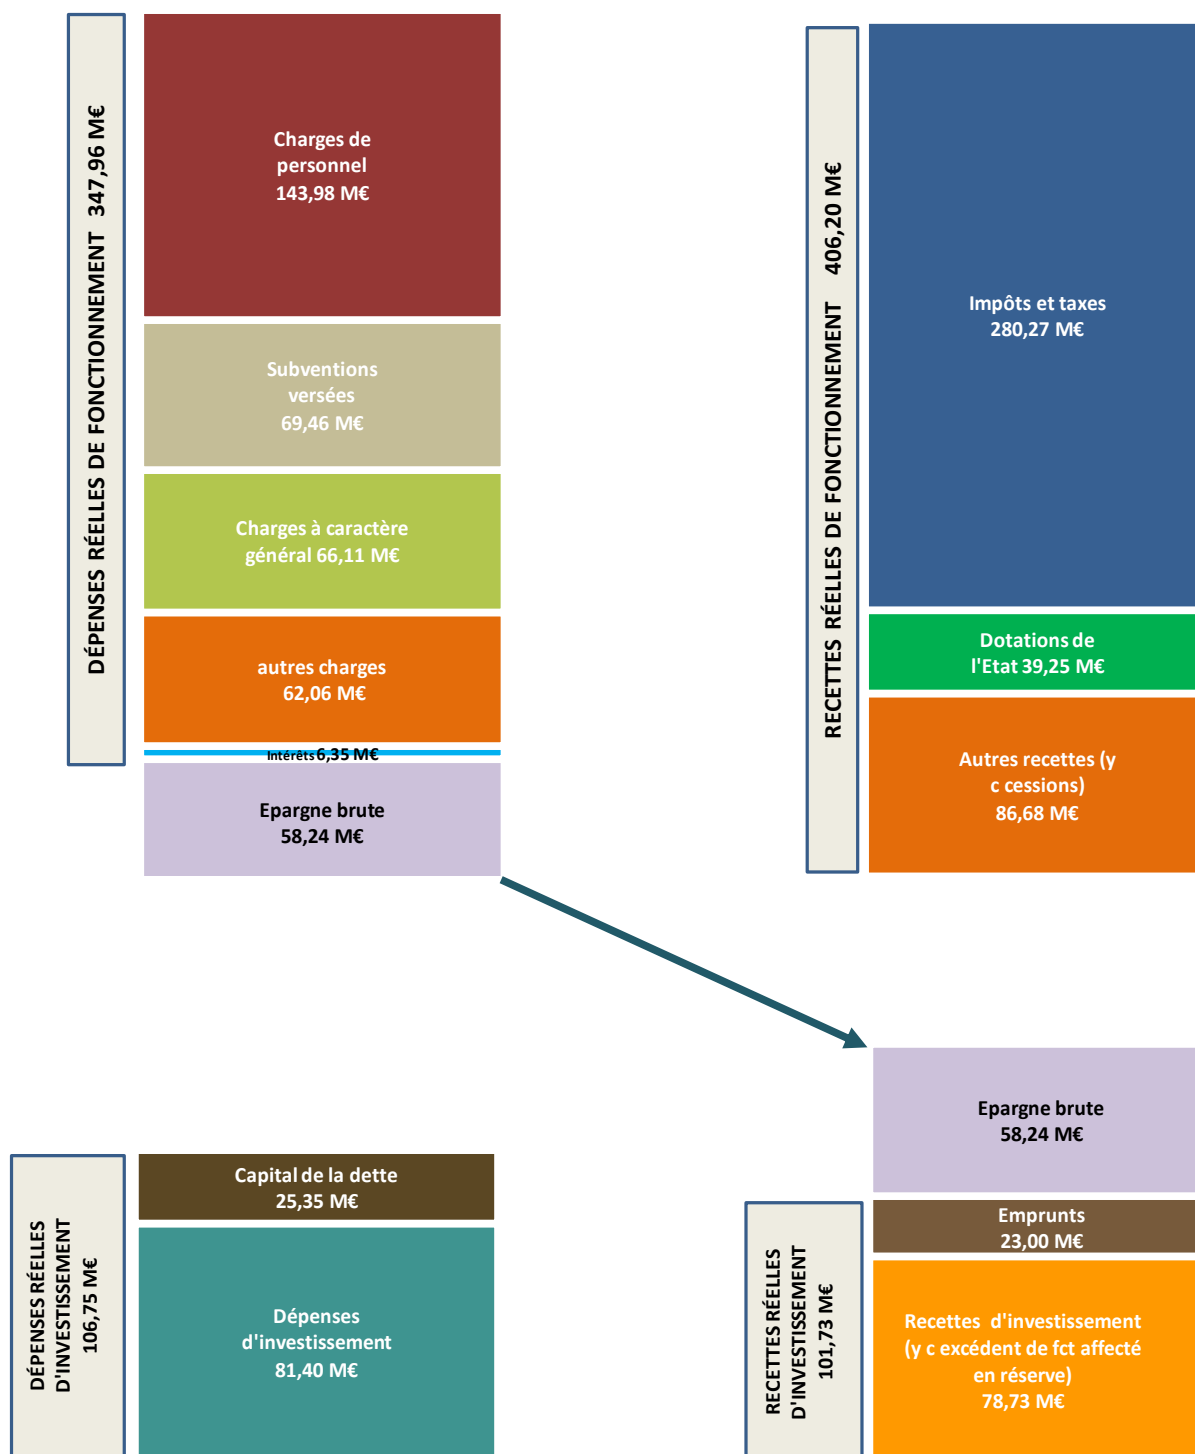 DÉPENSES RÉELLES DE FONCTIONNEMENT 347,96 M€
Charges de
personnel
143,98 M€
Subventions
versées
69,46 M€
Charges à caractère
général 66,11 M€
autres charges
62,06 M€
Intérêts 6,35 M€
Epargne brute
58,24 M€
RECETTES RÉELLES DE FONCTIONNEMENT 406,20 M€
Impôts et taxes
280,27 M€
Dotations de
l'Etat 39,25 M€
Autres recettes (y
c cessions)
86,68 M€
DÉPENSES RÉELLES
D'INVESTISSEMENT
106,75 M€
Capital de la dette
25,35 M€
Dépenses
d'investissement
81,40 M€
Epargne brute
58,24 M€
RECETTES RÉELLES
D'INVESTISSEMENT
101,73 M€
Emprunts
23,00 M€
Recettes d'investissement
(y c excédent de fct affecté
en réserve)
78,73 M€